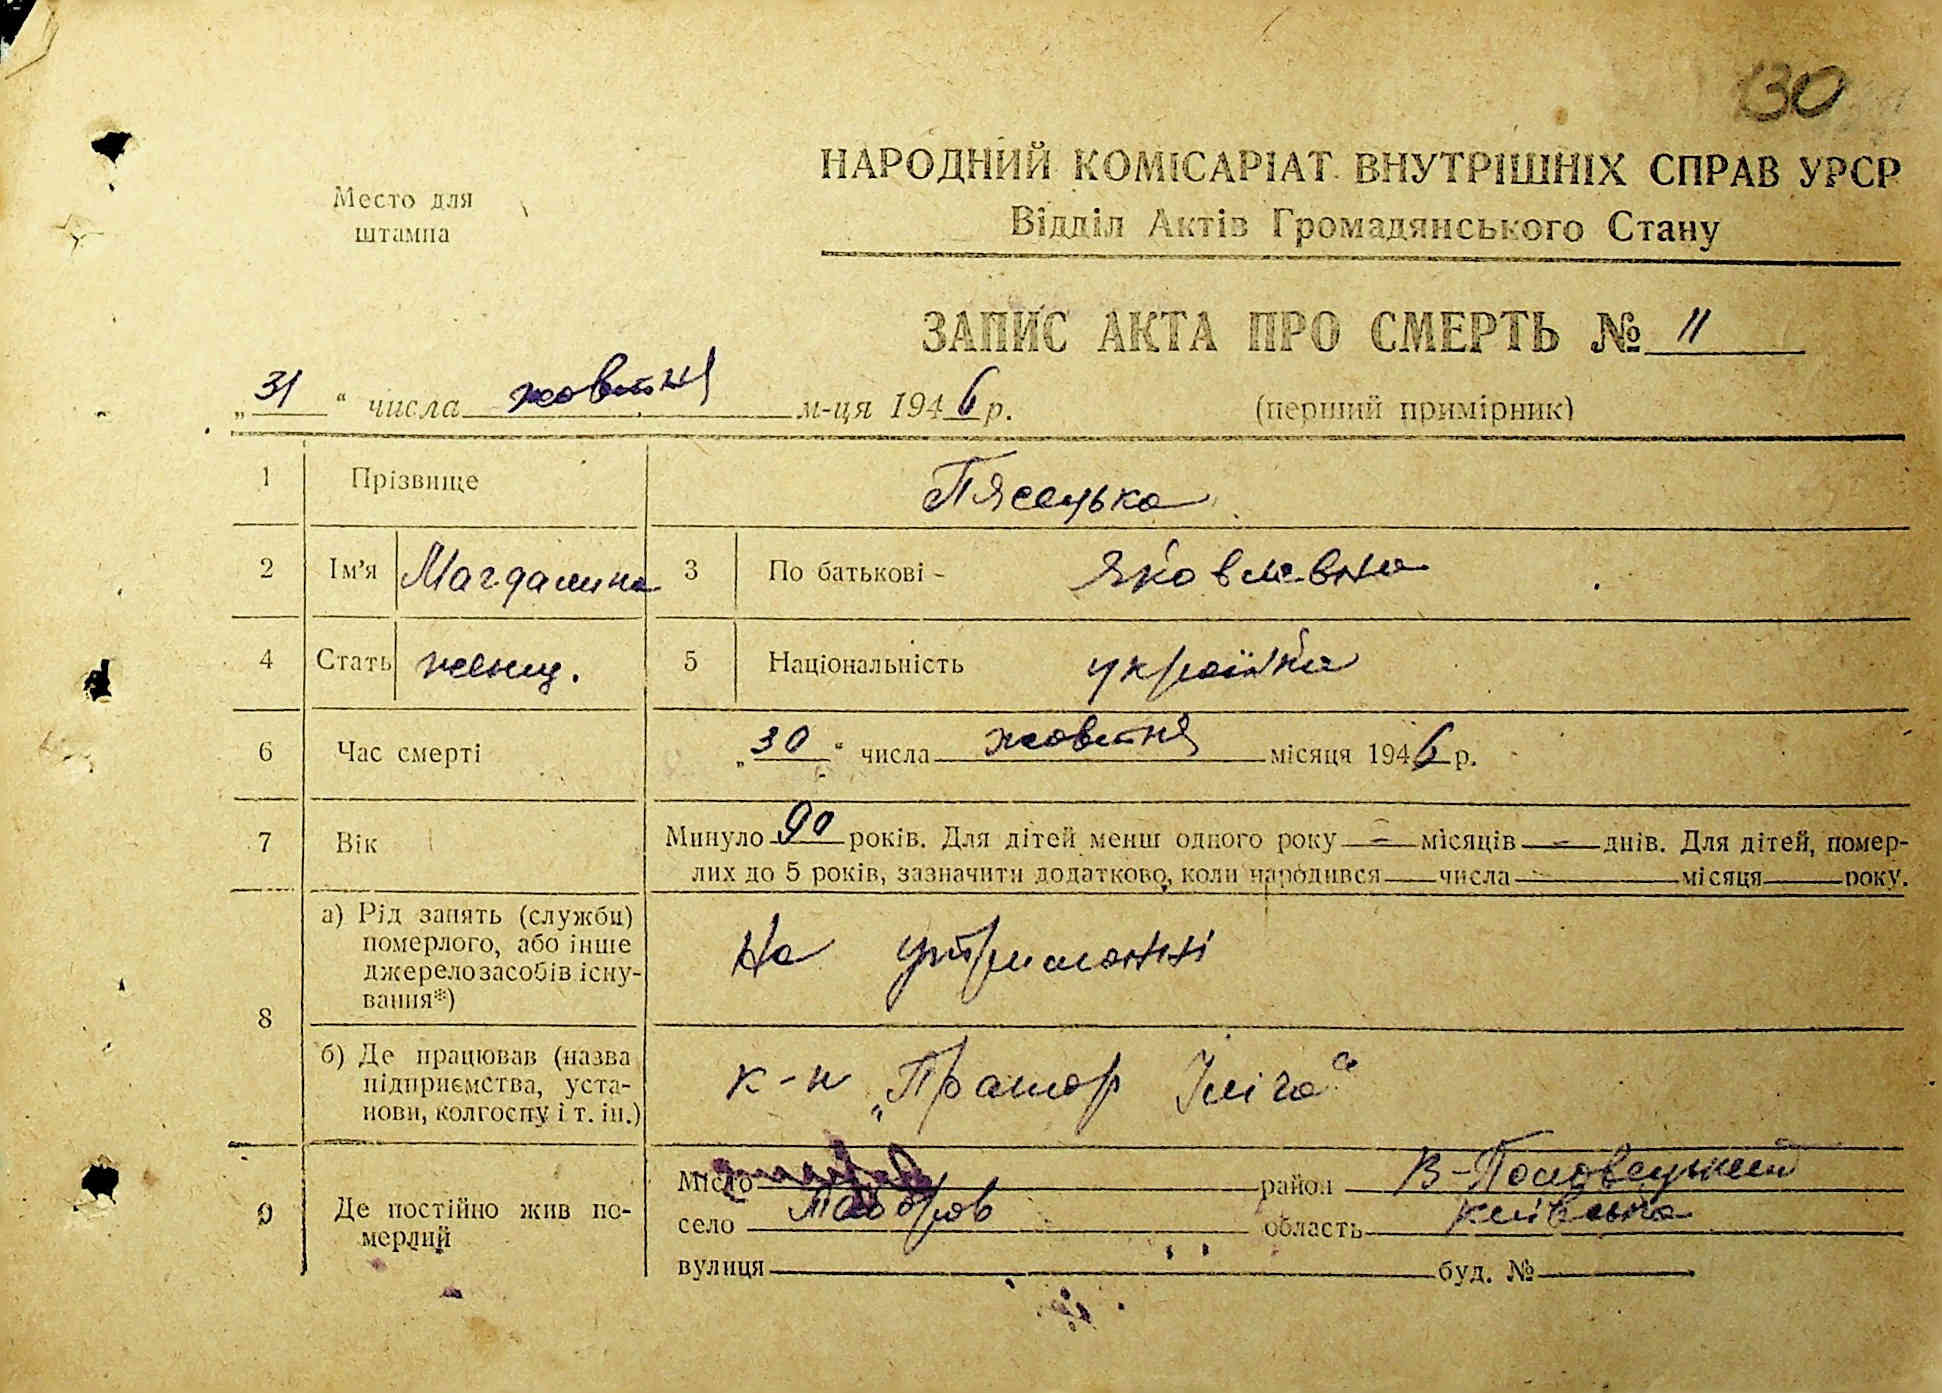 130
Место для
штампа
НАРОДНИЙ КОМІСАРІАТ ВНУТРІШНІХ СПРАВ УРСР
Відділ Актів Громадянського Стану
ЗАПИС АКТА ПРО СМЕРТЬ № 11
„31“ числа жовтня м-ця 1946 р.
(перший примірник)
1 Прізвище Пясецька
2 Ім'я Магдалина 3 По батькові - Яковлевна
4 Стать женщ. 5 Національність українка
6 Час смерті „30“ числа жовтня місяця 1946 р.
7 Вік Минуло 90 років. Для дітей менш одного року — місяців — днів. Для дітей, помер-
лих до 5 років, зазначити додатково, коли народився числа місяця року.
8 а) Рід занять (служби)
померлого, або інше
джерело засобів існу-
вання*)
На утриманні
б) Де працював (назва
підприємства, уста-
нови, колгоспу і т. ін.)
к-п „Прапор Ілліча“
9 Де постійно жив по-
мерлий
Місто район В-Половецький
село область Київська
вулиця буд. №